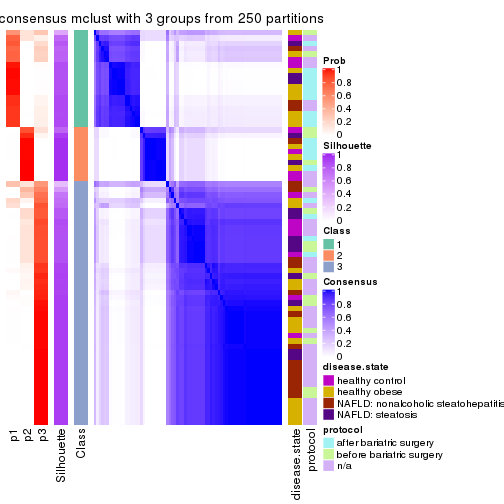 consensus mclust with 3 groups from 250 partitions
Prob
1
0.8
0.6
0.4
0.2
0
Silhouette
1
0.8
0.6
0.4
0.2
0
Class
1
2
3
Consensus
1
0.8
0.6
0.4
0.2
0
disease.state
healthy control
healthy obese
NAFLD: nonalcoholic steatohepatitis
NAFLD: steatosis
protocol
after bariatric surgery
before bariatric surgery
n/a
p1
p2
p3
Silhouette
Class
disease.state
protocol